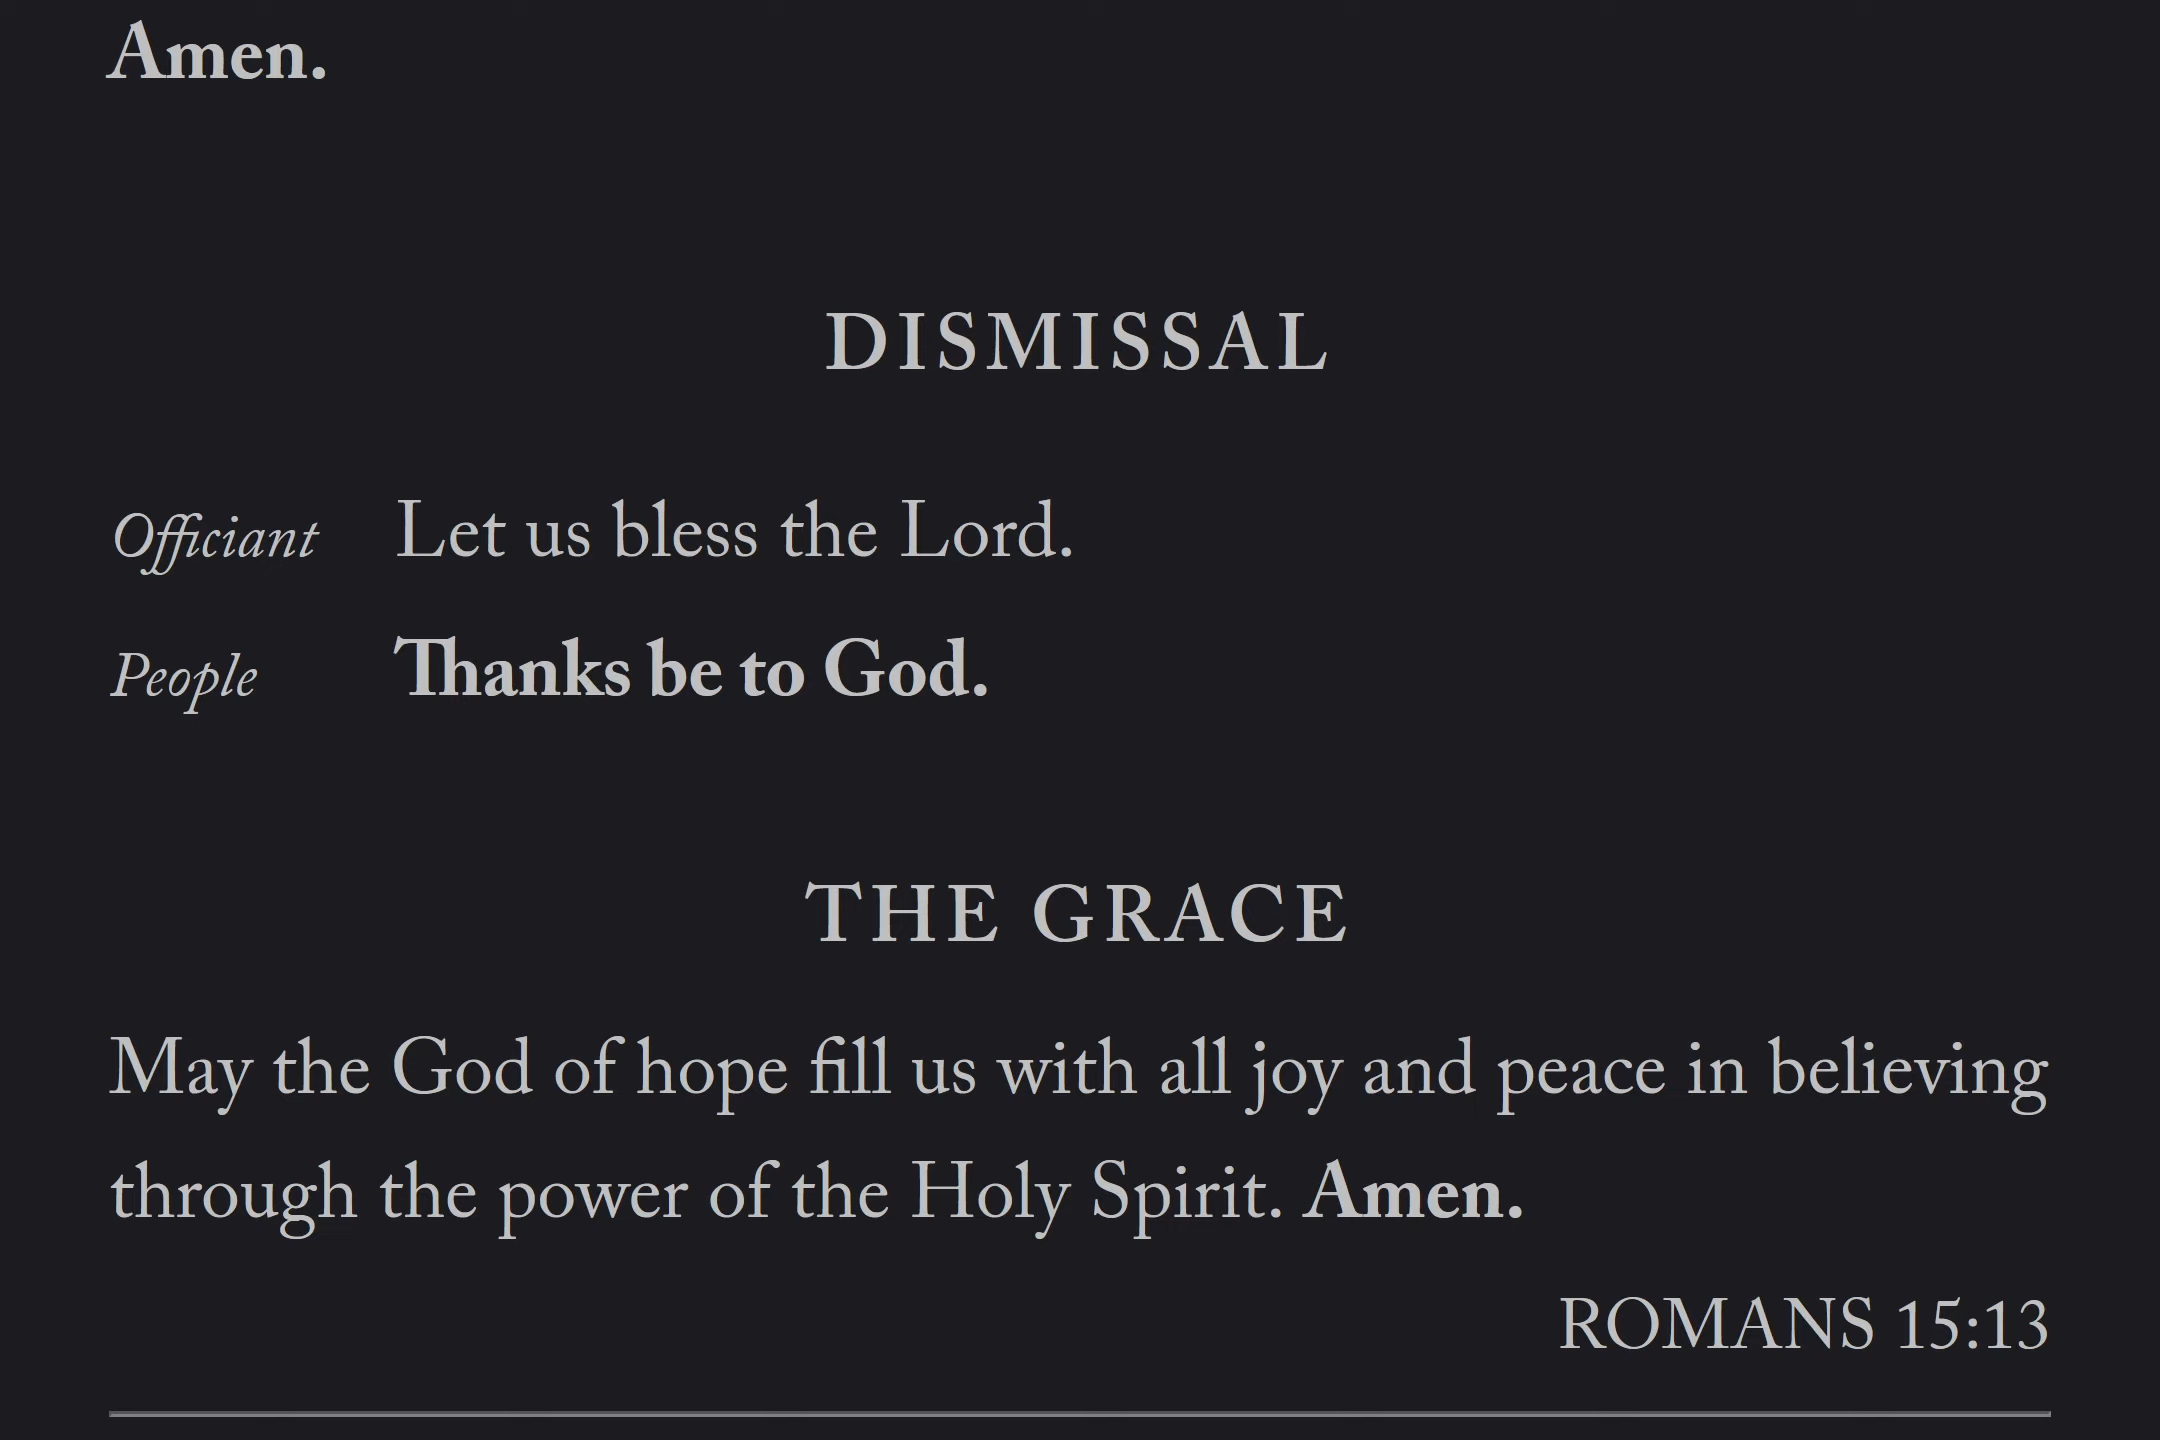 Amen.
DISMISSAL
Officiant Let us bless the Lord.
People Thanks be to God.
THE GRACE
May the God of hope fill us with all joy and peace in believing
through the power of the Holy Spirit. Amen.
ROMANS 15:13